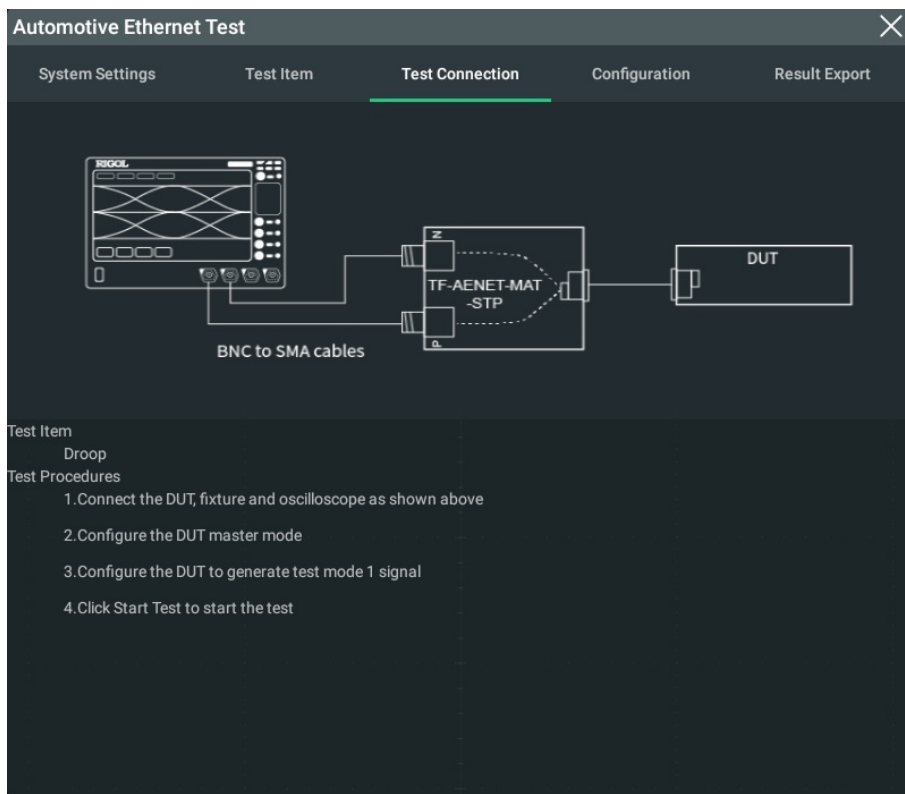 Automotive Ethernet Test
System Settings
Test Item
Test Connection
Configuration
Result Export
RIGOL
N
TF-AENET-MAT
-STP
P
DUT
BNC to SMA cables
Test Item
Droop
Test Procedures
1.Connect the DUT, fixture and oscilloscope as shown above
2.Configure the DUT master mode
3.Configure the DUT to generate test mode 1 signal
4.Click Start Test to start the test